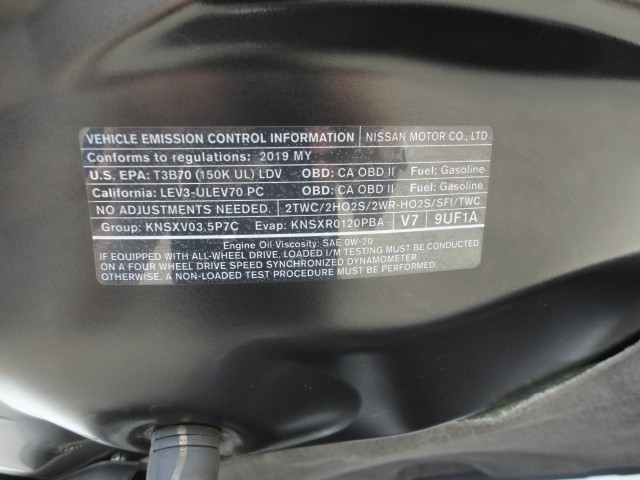 VEHICLE EMISSION CONTROL INFORMATION NISSAN MOTOR CO., LTD
Conforms to regulations: 2019 MY
U.S. EPA: T3B70 (150K UL) LDV OBD: CA OBD II Fuel: Gasoline
California: LEV3-ULEV70 PC OBD: CA OBD II Fuel: Gasoline
NO ADJUSTMENTS NEEDED. 2TWC/2HO2S/2WR-HO2S/SFI/TWC
Group: KNSXV03.5P7C Evap: KNSXR0120PBA V7 9UF1A
Engine Oil Viscosity: SAE 0W-20
IF EQUIPPED WITH ALL-WHEEL DRIVE, LOADED I/M TESTING MUST BE CONDUCTED
ON A FOUR WHEEL DRIVE SPEED SYNCHRONIZED DYNAMOMETER.
OTHERWISE, A NON-LOADED TEST PROCEDURE MUST BE CONDUCTED.